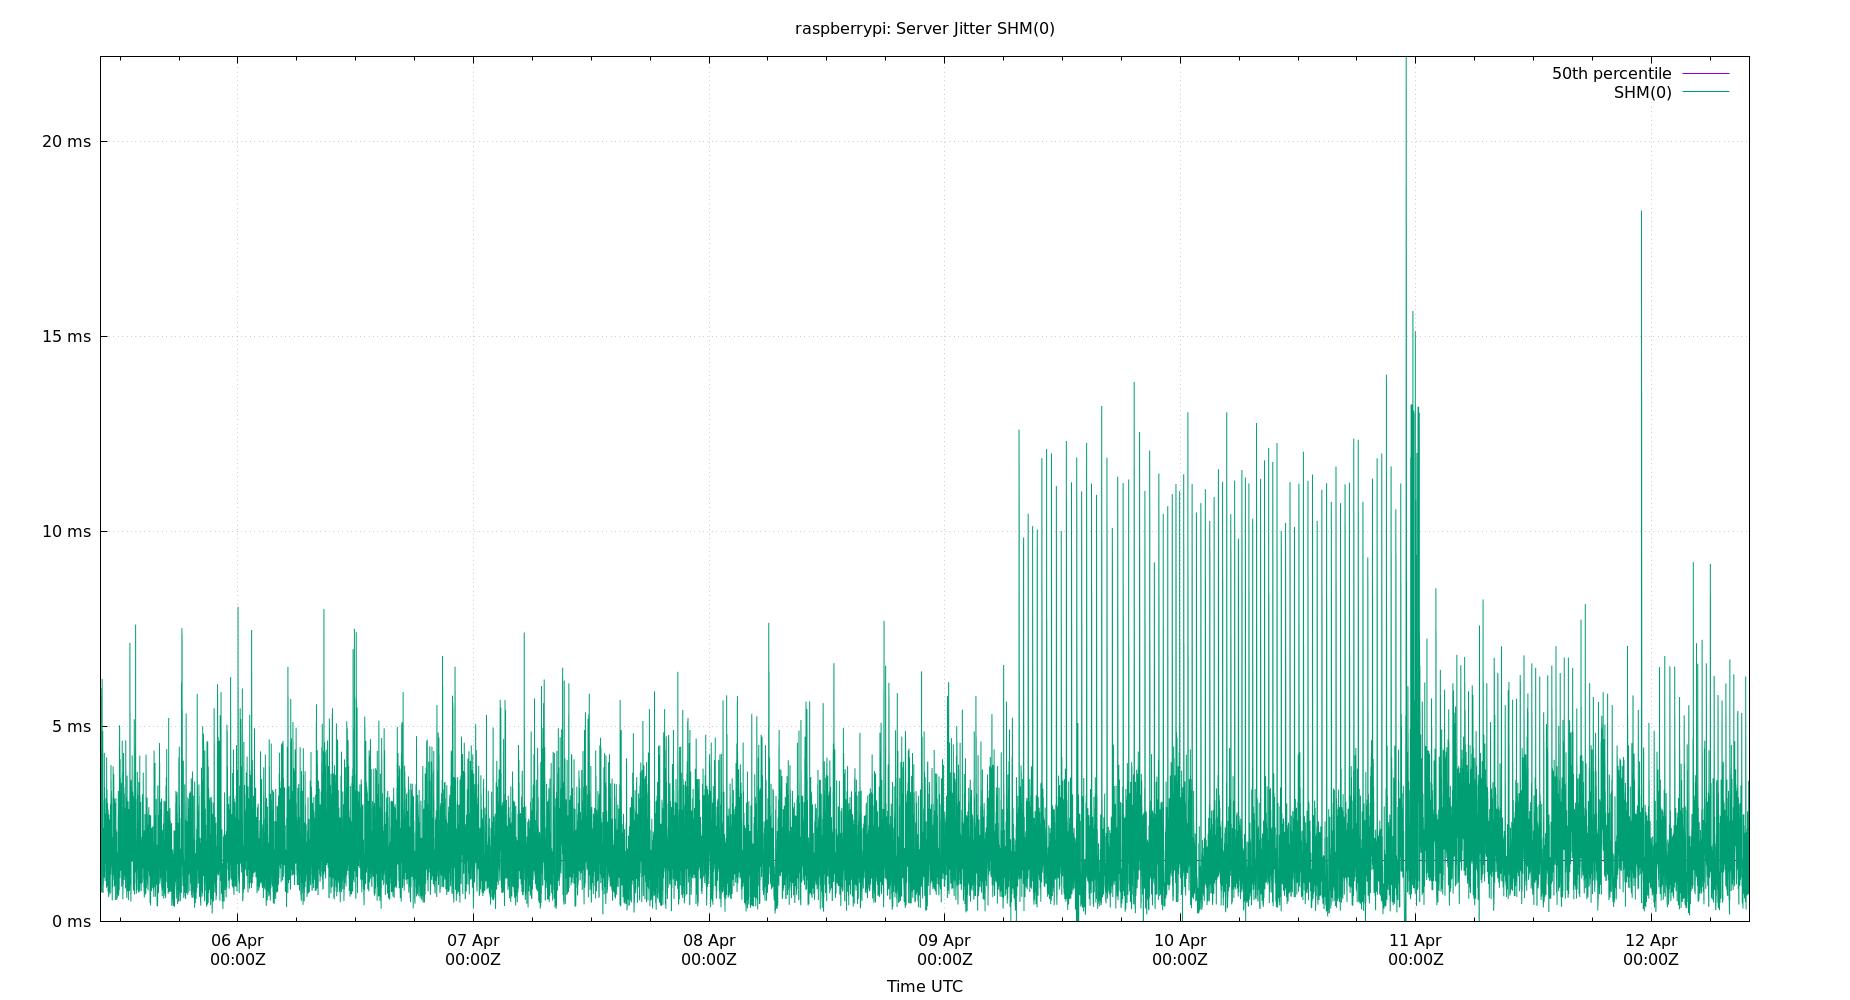 raspberrypi: Server Jitter SHM(0)
50th percentile
SHM(0)
20 ms
15 ms
10 ms
5 ms
0 ms
06 Apr 07 Apr 08 Apr 09 Apr 10 Apr 11 Apr 12 Apr
00:00Z 00:00Z 00:00Z 00:00Z 00:00Z 00:00Z 00:00Z
Time UTC